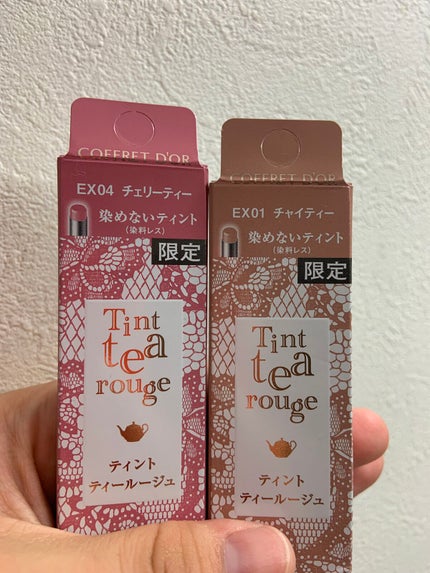 COFFRET D'OR
EX04 チェリーティー
染めないティント
(染料レス)
限定
Tint
tea
rouge
ティント
ティールージュ
COFFRET D'OR
EX01 チャイティー
染めないティント
(染料レス)
限定
Tint
tea
rouge
ティント
ティールージュ